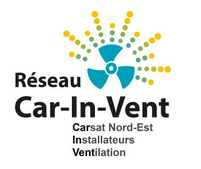 Réseau
Car-In-Vent
Carsat Nord-Est
Installateurs
Ventilation